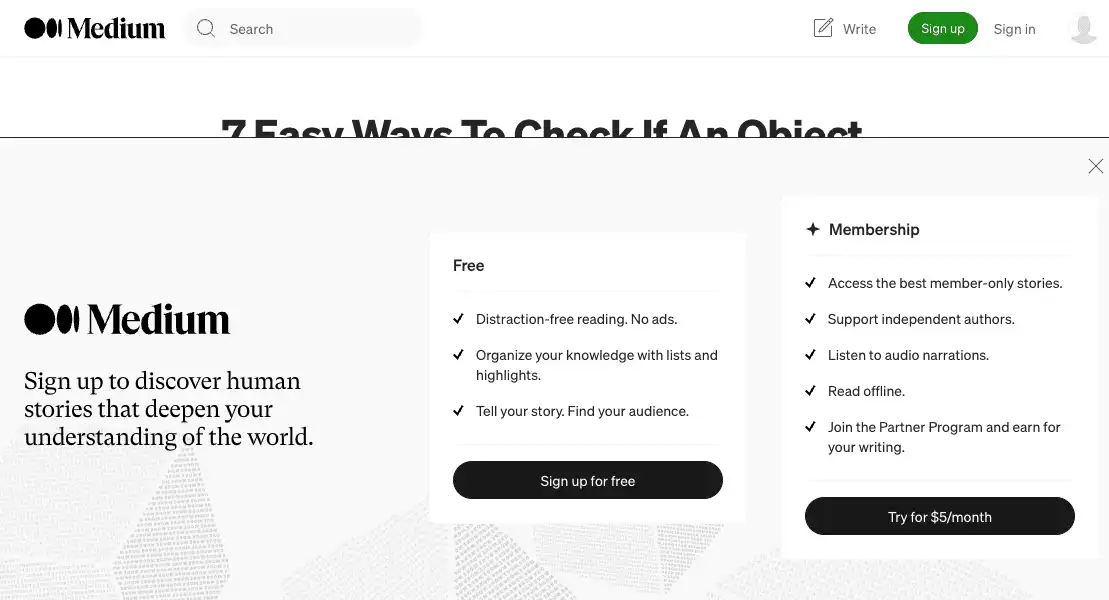 Medium
Search
Write
Sign up
Sign in
7 Easy Ways To Check If An Object
Medium
Sign up to discover human
stories that deepen your
understanding of the world.
Free
Distraction-free reading. No ads.
Organize your knowledge with lists and
highlights.
Tell your story. Find your audience.
Sign up for free
Membership
Access the best member-only stories.
Support independent authors.
Listen to audio narrations.
Read offline.
Join the Partner Program and earn for
your writing.
Try for $5/month